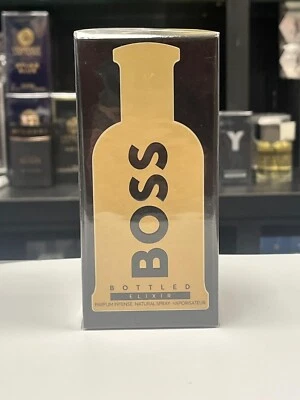 BOSS
BOTTLED
ELIXIR
PARFUM INTENSE NATURAL SPRAY VAPORISATEUR
Y